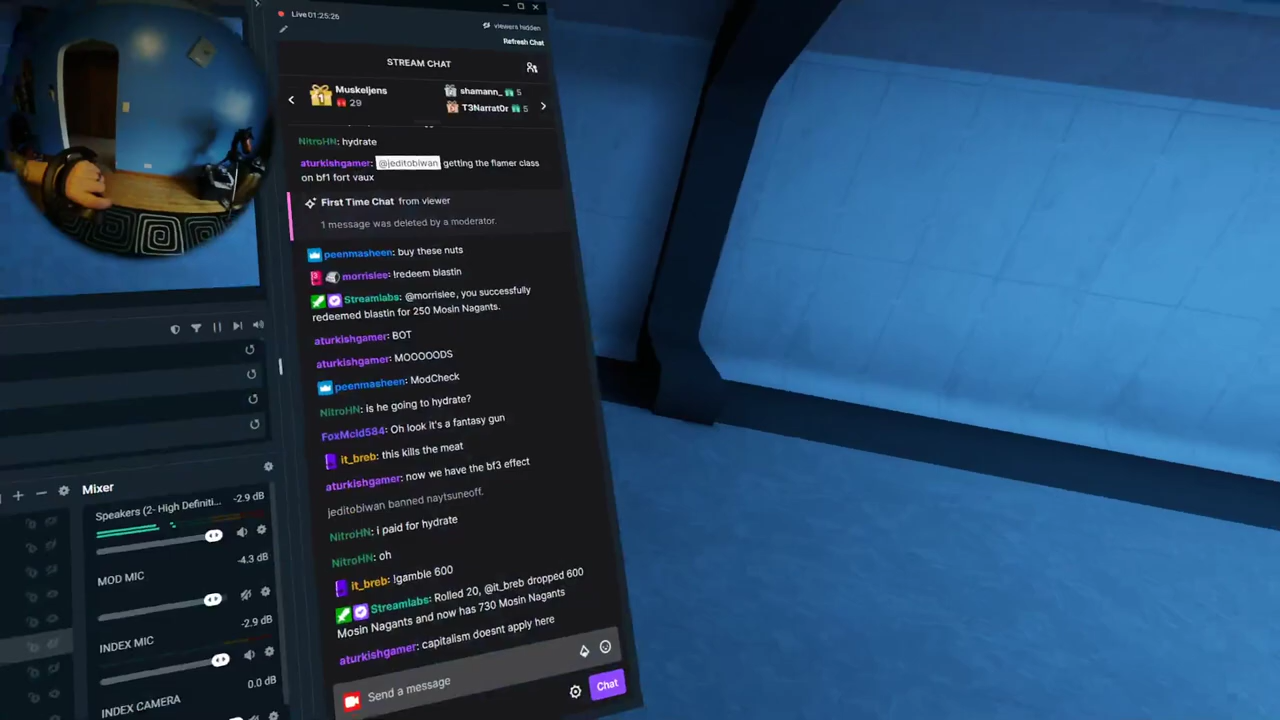 Live 01:25:26
viewers hidden
Refresh Chat
STREAM CHAT
1 Muskeljens
29
shamann_ 5
T3Narrat0r 5
NitroHN: hydrate
aturkishgamer: @jeditobiwan getting the flamer class
on bf1 fort vaux
First Time Chat from viewer
1 message was deleted by a moderator.
peenmasheen: buy these nuts
3 morrislee: !redeem blastin
Streamlabs: @morrislee, you successfully
redeemed blastin for 250 Mosin Nagants.
aturkishgamer: BOT
aturkishgamer: MOOOOODS
peenmasheen: ModCheck
NitroHN: is he going to hydrate?
FoxMcld584: Oh look it's a fantasy gun
it_breb: this kills the meat
aturkishgamer: now we have the bf3 effect
jeditobiwan banned naytsuneoff.
NitroHN: i paid for hydrate
NitroHN: oh
it_breb: !gamble 600
Streamlabs: Rolled 20, @it_breb dropped 600
Mosin Nagants and now has 730 Mosin Nagants
aturkishgamer: capitalism doesnt apply here
Send a message
Chat
Mixer
Speakers (2- High Definiti... -2.9 dB
MOD MIC -4.3 dB
INDEX MIC -2.9 dB
INDEX CAMERA 0.0 dB